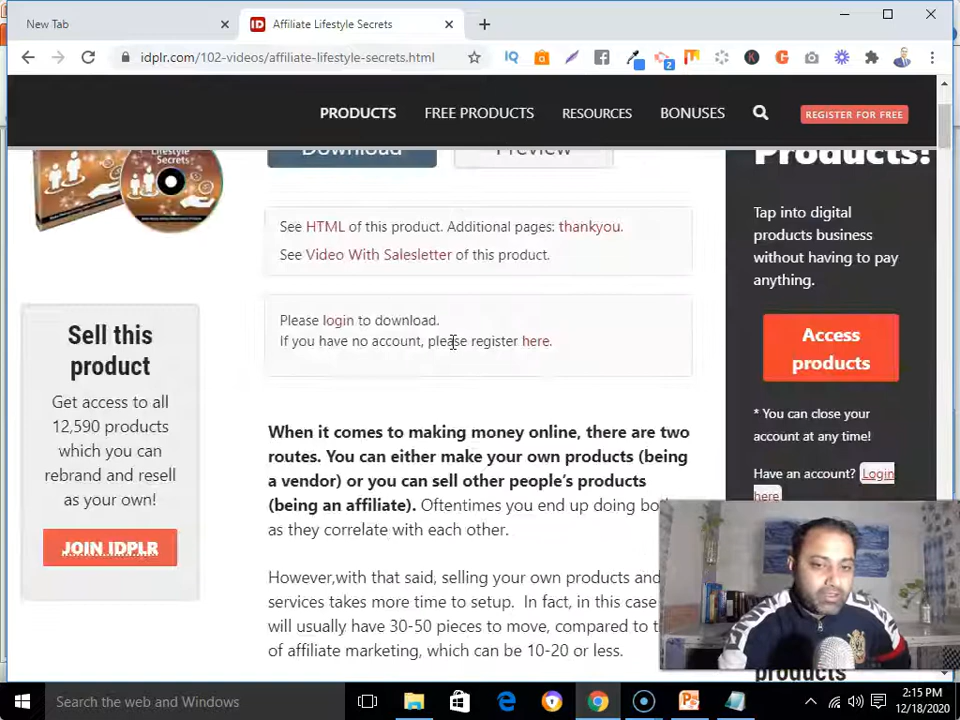 New Tab
Affiliate Lifestyle Secrets
idplr.com/102-videos/affiliate-lifestyle-secrets.html
PRODUCTS FREE PRODUCTS RESOURCES BONUSES REGISTER FOR FREE
Lifestyle
Secrets
Download Preview
See HTML of this product. Additional pages: thankyou.
See Video With Salesletter of this product.
Please login to download.
If you have no account, please register here.
Sell this
product
Get access to all
12,590 products
which you can
rebrand and resell
as your own!
JOIN IDPLR
When it comes to making money online, there are two
routes. You can either make your own products (being
a vendor) or you can sell other people's products
(being an affiliate). Oftentimes you end up doing
as they correlate with each other.
However,with that said, selling your own products and
services takes more time to setup. In fact, in this case
will usually have 30-50 pieces to move, compared to
of affiliate marketing, which can be 10-20 or less.
Products!
Tap into digital
products business
without having to pay
anything.
Access
products
* You can close your
account at any time!
Have an account? Login
here
products
Search the web and Windows
2:15 PM
12/18/2020